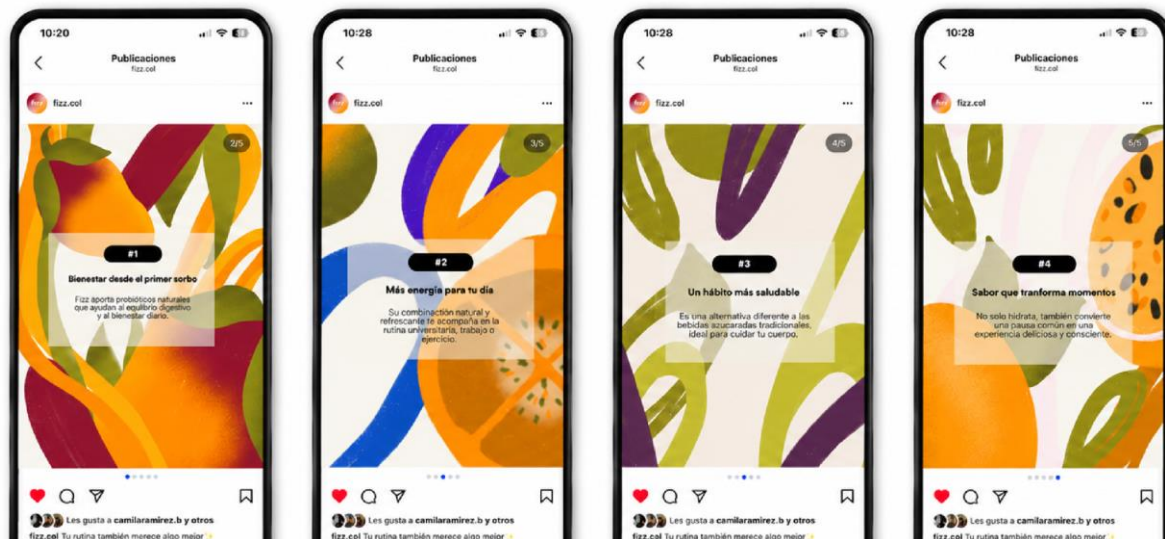 10:20
Publicaciones
fizz.col
fizz.col
2/5
#1
Bienestar desde el primer sorbo
Fizz aporta probióticos naturales
que ayudan al equilibrio digestivo
y al bienestar diario.
Les gusta a camilaramirez.b y otros
fizz.col Tu rutina también merece algo mejor
10:28
Publicaciones
fizz.col
fizz.col
3/5
#2
Más energía para tu día
Su combinación natural y
refrescante te acompaña en la
rutina universitaria, trabajo o
ejercicio.
Les gusta a camilaramirez.b y otros
fizz.col Tu rutina también merece algo mejor
10:28
Publicaciones
fizz.col
fizz.col
4/5
#3
Un hábito más saludable
Es una alternativa diferente a las
bebidas azucaradas tradicionales,
ideal para cuidar tu cuerpo.
Les gusta a camilaramirez.b y otros
fizz.col Tu rutina también merece algo mejor
10:28
Publicaciones
fizz.col
fizz.col
5/5
#4
Sabor que tranforma momentos
No solo hidrata, también convierte
una pausa común en una
experiencia deliciosa y consciente.
Les gusta a camilaramirez.b y otros
fizz.col Tu rutina también merece algo mejor